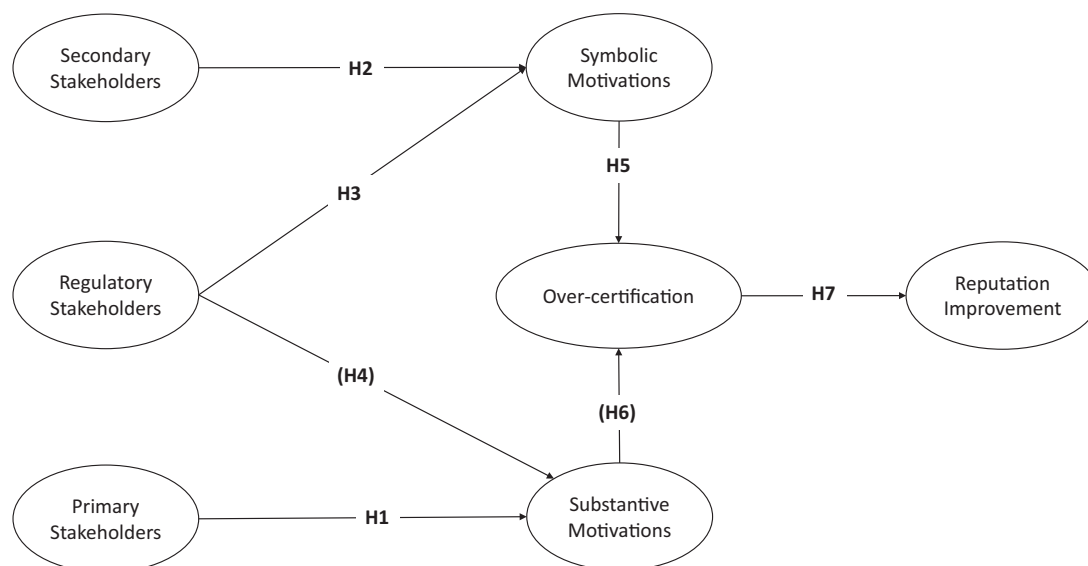 Secondary
Stakeholders
H2
Symbolic
Motivations
H5
H3
Regulatory
Stakeholders
Over-certification
H7
Reputation
Improvement
(H4)
(H6)
Primary
Stakeholders
H1
Substantive
Motivations